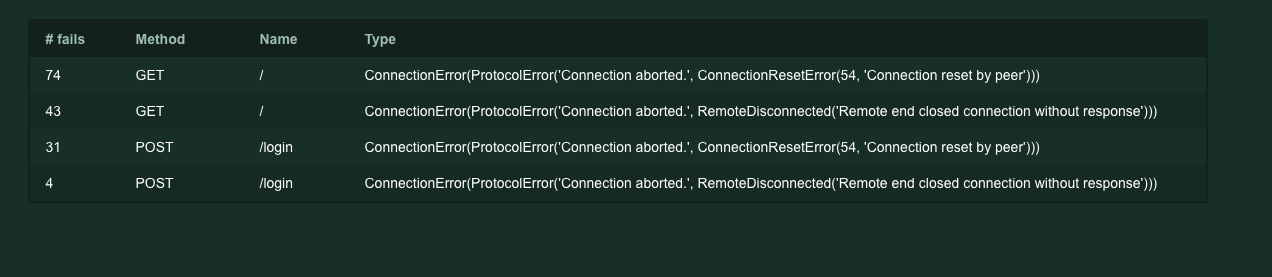 # fails Method Name Type
74 GET / ConnectionError(ProtocolError('Connection aborted.', ConnectionResetError(54, 'Connection reset by peer')))
43 GET / ConnectionError(ProtocolError('Connection aborted.', RemoteDisconnected('Remote end closed connection without response')))
31 POST /login ConnectionError(ProtocolError('Connection aborted.', ConnectionResetError(54, 'Connection reset by peer')))
4 POST /login ConnectionError(ProtocolError('Connection aborted.', RemoteDisconnected('Remote end closed connection without response')))